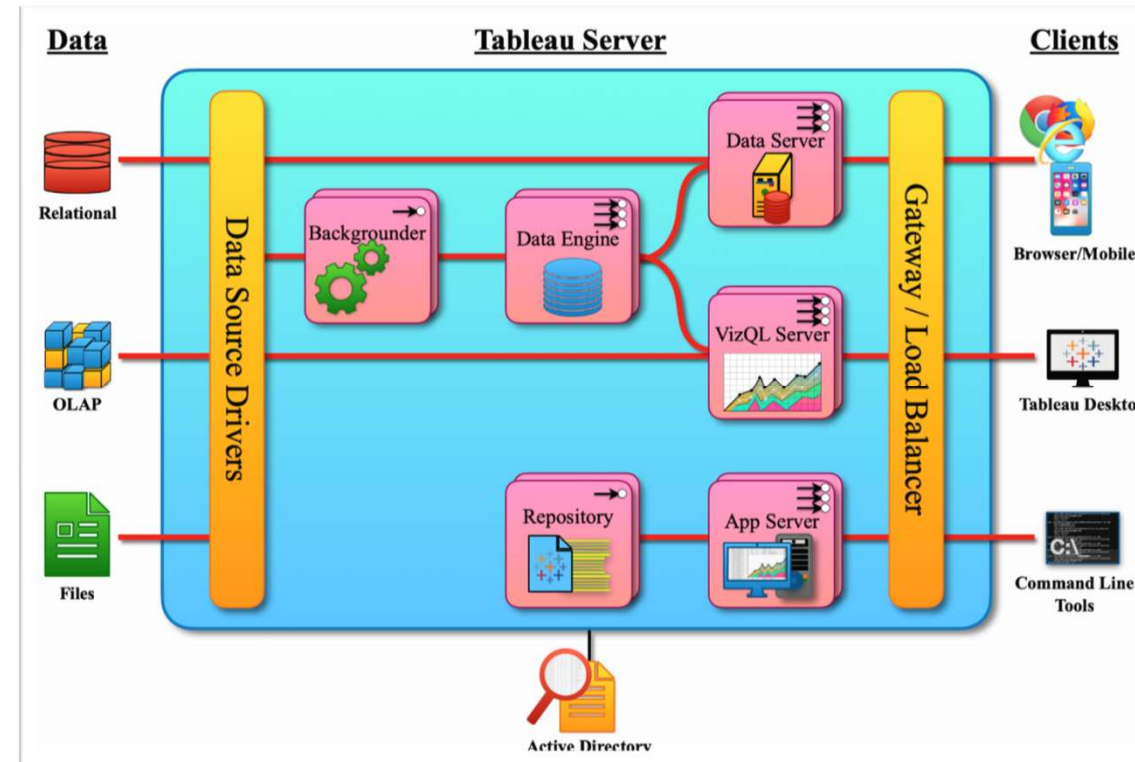 Data
Tableau Server
Clients
Relational
OLAP
Files
Data Source Drivers
Backgrounder
Data Engine
Data Server
VizQL Server
Repository
App Server
Gateway / Load Balancer
Browser/Mobile
Tableau Deskto
C:\
Command Line
Tools
Active Directory